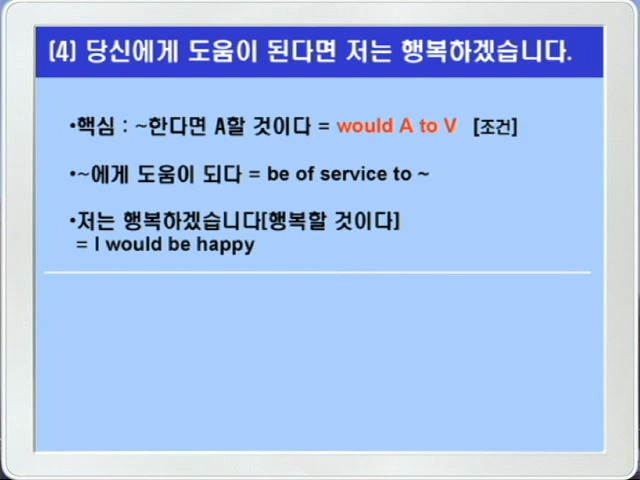 (4) 당신에게 도움이 된다면 저는 행복하겠습니다.
•핵심 : ~한다면 A할 것이다 = would A to V [조건]
•~에게 도움이 되다 = be of service to ~
•저는 행복하겠습니다[행복할 것이다]
= I would be happy